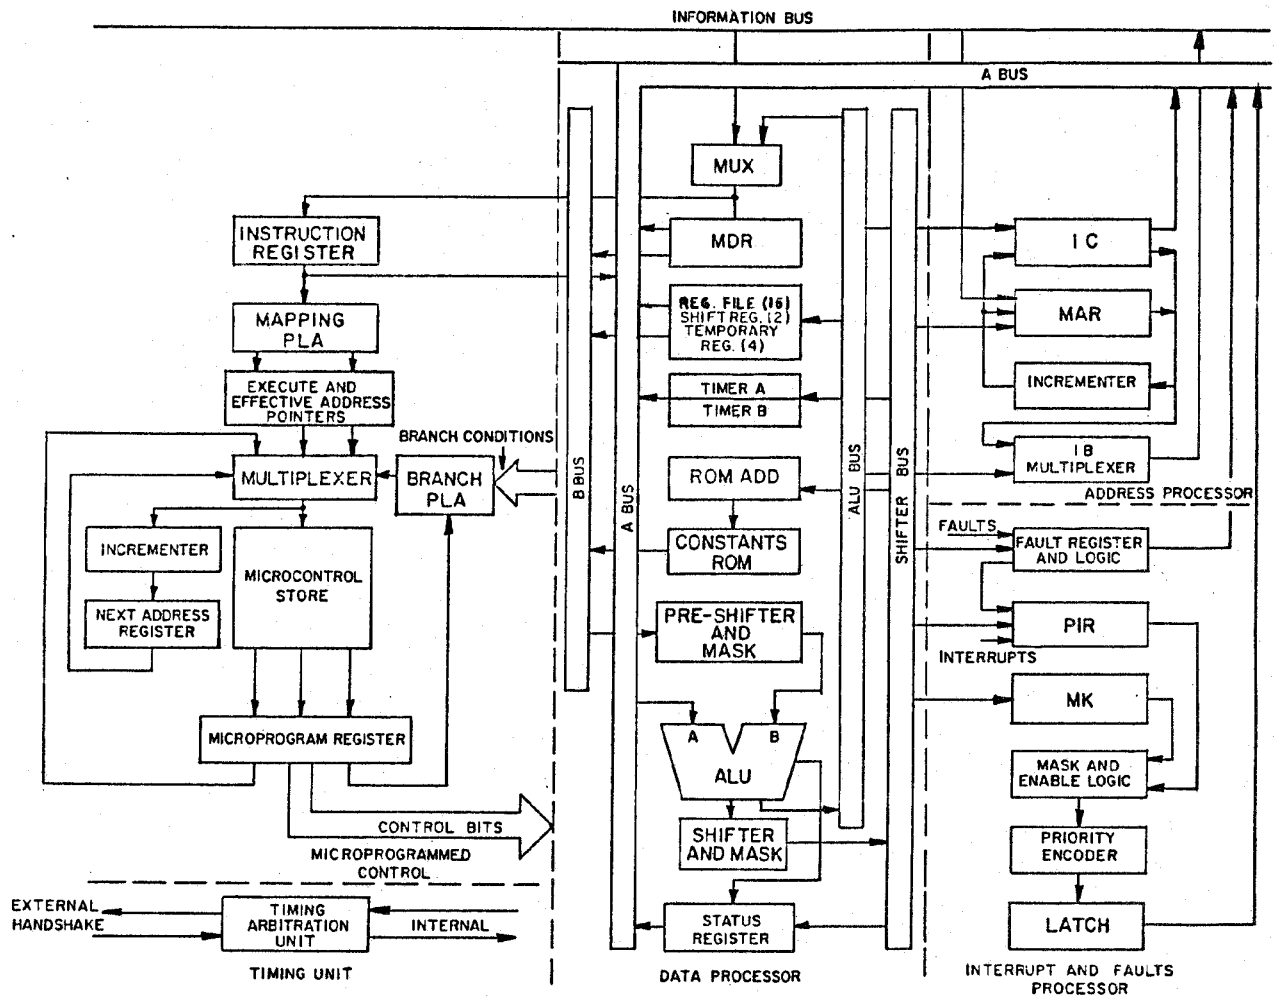 INFORMATION BUS
A BUS
MUX
INSTRUCTION
REGISTER
MDR
I C
MAPPING
PLA
REG. FILE (16)
SHIFT REG. (2)
TEMPORARY
REG. (4)
MAR
EXECUTE AND
EFFECTIVE ADDRESS
POINTERS
TIMER A
TIMER B
INCREMENTER
BRANCH CONDITIONS
MULTIPLEXER
BRANCH
PLA
B BUS
A BUS
ROM ADD
ALU BUS
SHIFTER BUS
I B
MULTIPLEXER
ADDRESS PROCESSOR
INCREMENTER
MICROCONTROL
STORE
CONSTANTS
ROM
FAULTS
FAULT REGISTER
AND LOGIC
NEXT ADDRESS
REGISTER
PRE-SHIFTER
AND
MASK
PIR
INTERRUPTS
MK
MICROPROGRAM REGISTER
A
B
ALU
MASK AND
ENABLE LOGIC
CONTROL BITS
MICROPROGRAMMED
CONTROL
SHIFTER
AND MASK
PRIORITY
ENCODER
EXTERNAL
HANDSHAKE
TIMING
ARBITRATION
UNIT
INTERNAL
STATUS
REGISTER
LATCH
TIMING UNIT
DATA PROCESSOR
INTERRUPT AND FAULTS
PROCESSOR